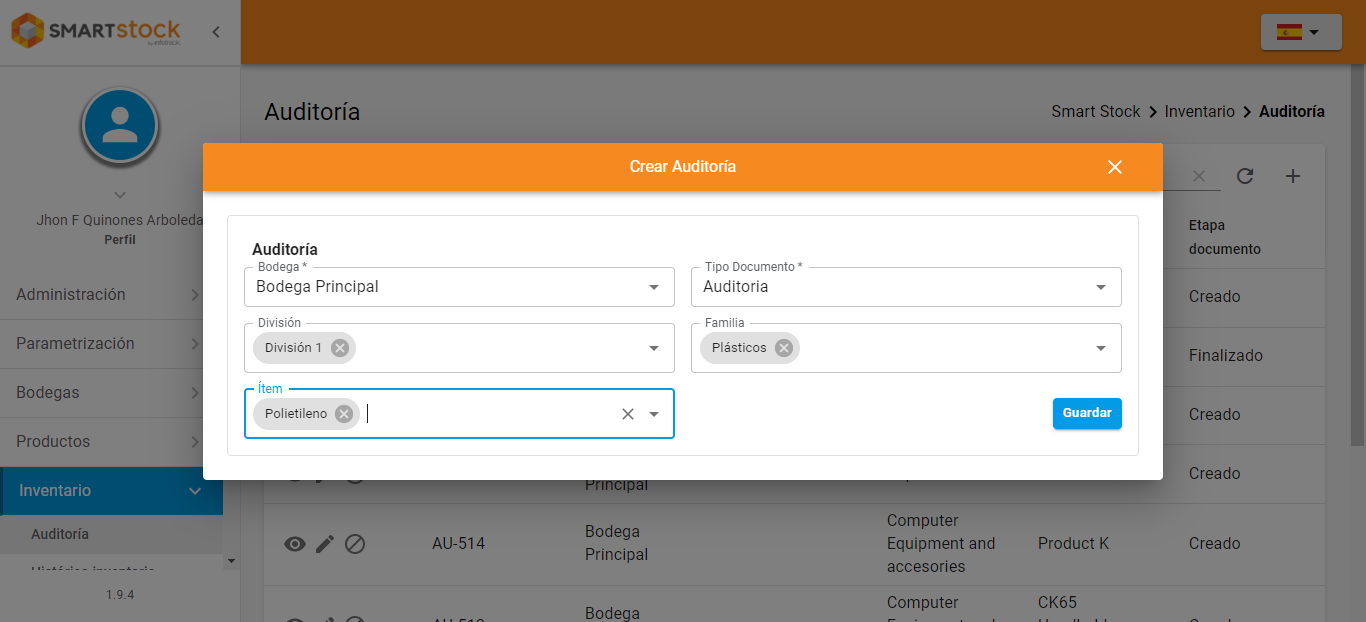 SMARTstock
by infotrack
Auditoría
Smart Stock > Inventario > Auditoría
Jhon F Quinones Arboleda
Perfil
Administración
Parametrización
Bodegas
Productos
Inventario
Auditoría
Histórico inventario
1.9.4
Crear Auditoría
Auditoría
Bodega *
Bodega Principal
Tipo Documento *
Auditoria
División
División 1
Familia
Plásticos
Ítem
Polietileno
Guardar
Etapa
documento
Creado
Finalizado
Creado
Creado
Principal
AU-514
Bodega
Principal
Computer
Equipment and
accesories
Product K
Creado
Bodega
Computer
CK65